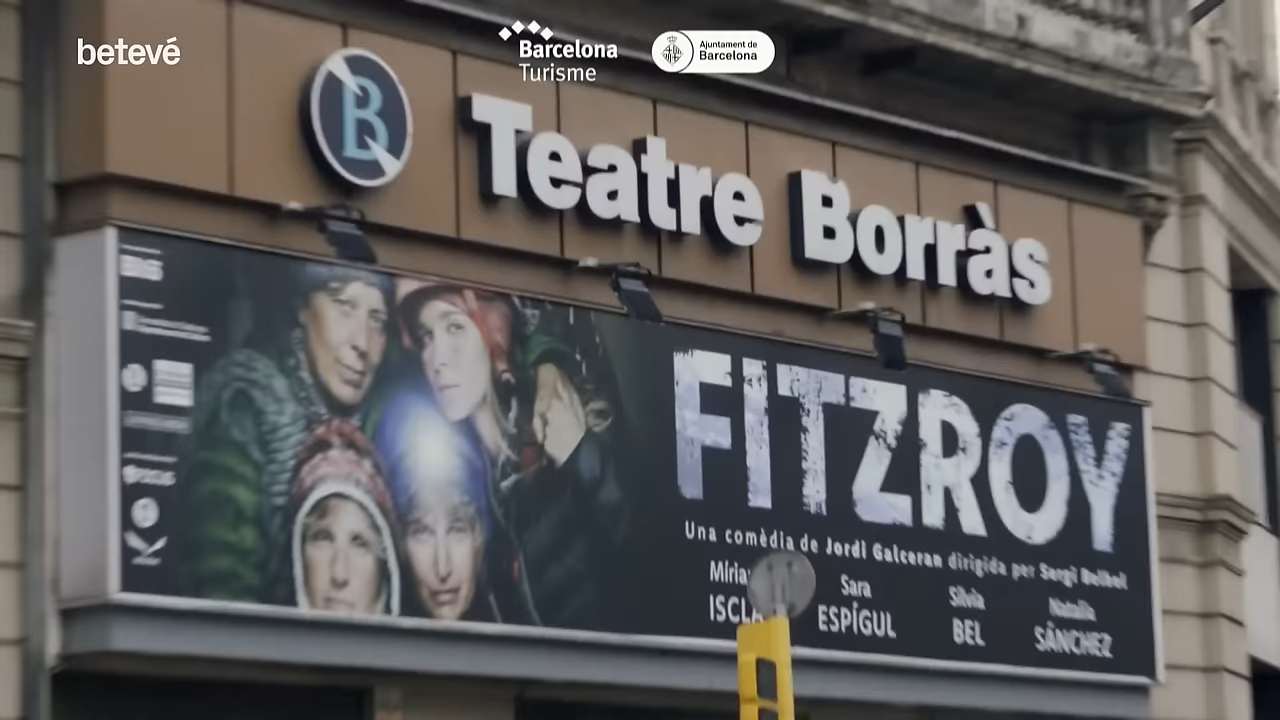 betevé
Barcelona
Turisme
Ajuntament de
Barcelona
B
Teatre Borràs
FITZROY
Una comèdia de Jordi Galceran dirigida per Sergi Belbel
Míria
ISCLA
Sara
ESPÍGUL
Sílvia
BEL
Natalia
SÁNCHEZ